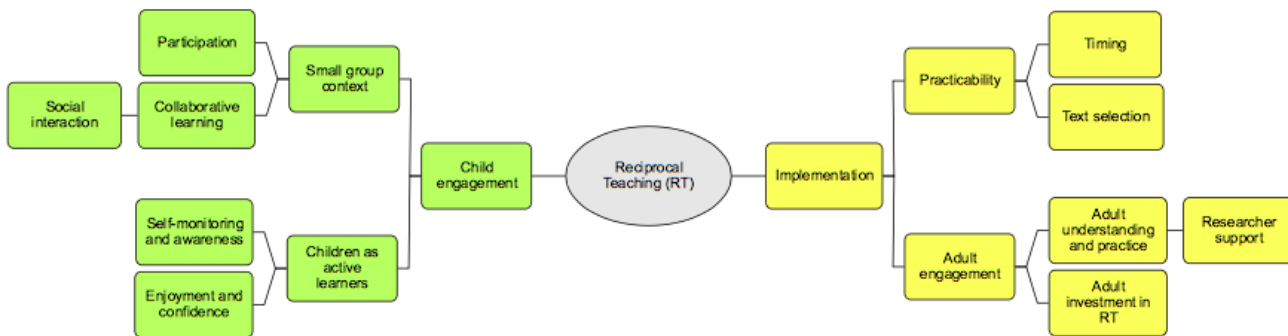 Participation
Small group
context
Social
interaction
Collaborative
learning
Child
engagement
Self-monitoring
and awareness
Children as
active
learners
Enjoyment and
confidence
Reciprocal
Teaching (RT)
Implementation
Practicability
Timing
Text selection
Adult
engagement
Adult
understanding
and practice
Researcher
support
Adult
investment in
RT